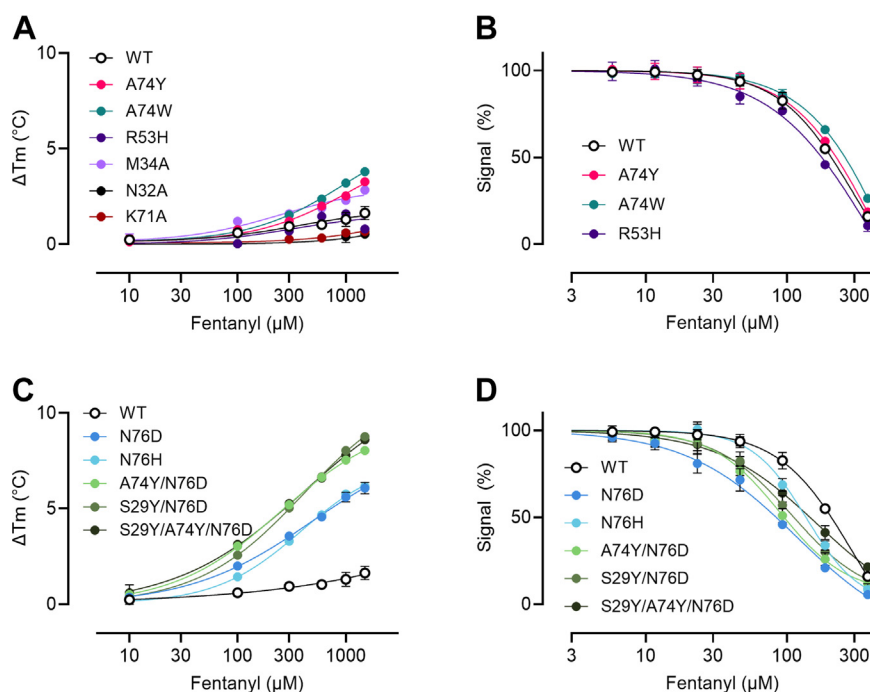 A
10
5
0
ΔTm (°C)
WT
A74Y
A74W
R53H
M34A
N32A
K71A
10 30 100 300 1000
Fentanyl (µM)
B
100
50
0
Signal (%)
WT
A74Y
A74W
R53H
3 10 30 100 300
Fentanyl (µM)
C
10
5
0
ΔTm (°C)
WT
N76D
N76H
A74Y/N76D
S29Y/N76D
S29Y/A74Y/N76D
10 30 100 300 1000
Fentanyl (µM)
D
100
50
0
Signal (%)
WT
N76D
N76H
A74Y/N76D
S29Y/N76D
S29Y/A74Y/N76D
3 10 30 100 300
Fentanyl (µM)